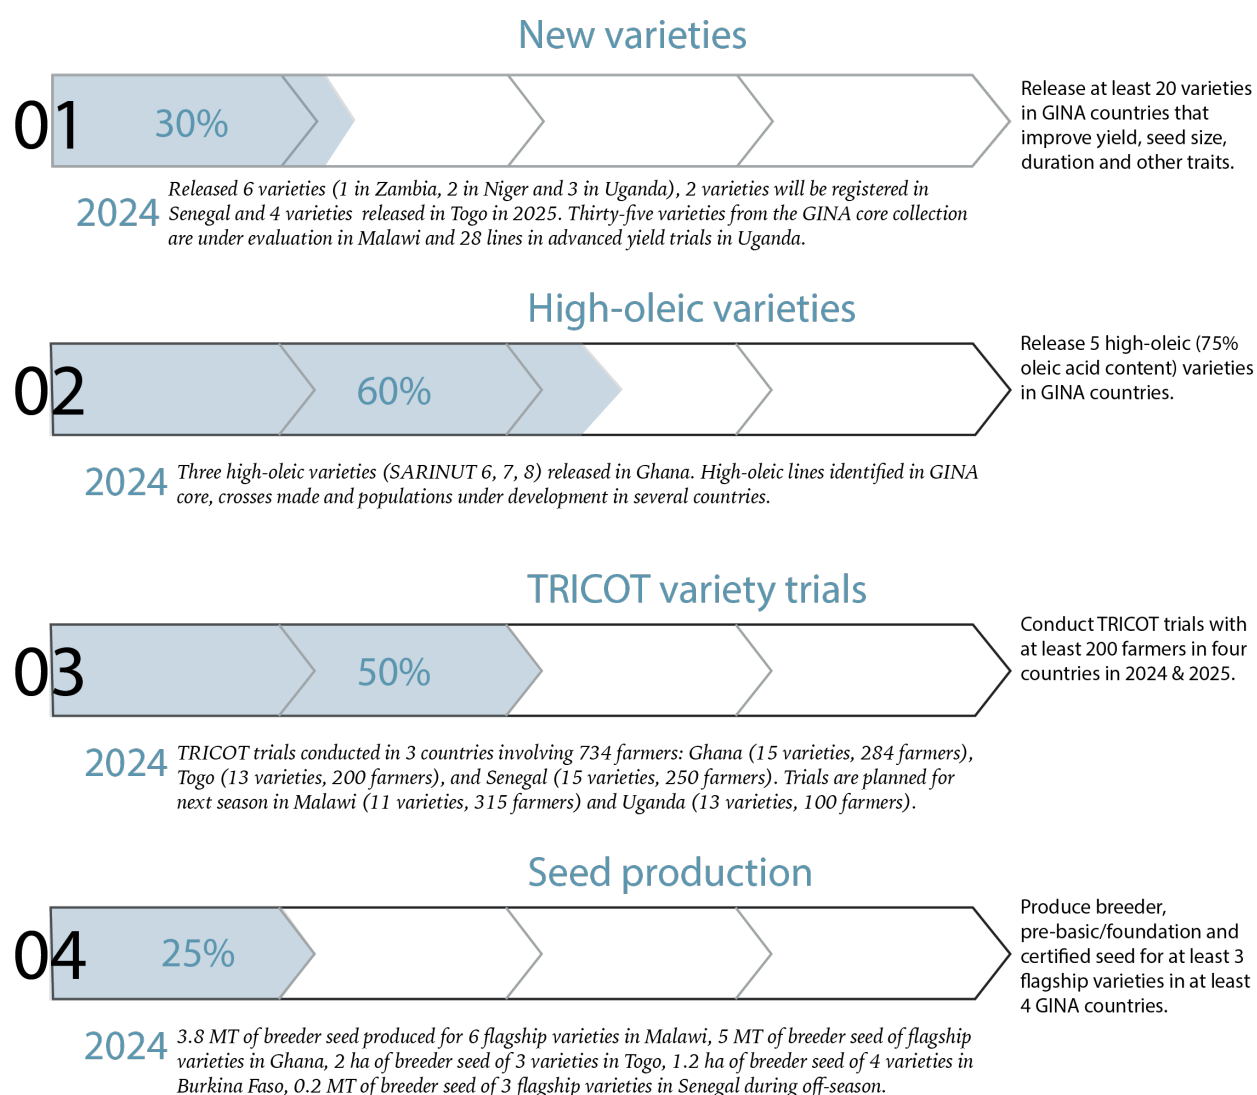 New varieties
01
30%
Release at least 20 varieties
in GINA countries that
improve yield, seed size,
duration and other traits.
2024
Released 6 varieties (1 in Zambia, 2 in Niger and 3 in Uganda), 2 varieties will be registered in
Senegal and 4 varieties released in Togo in 2025. Thirty-five varieties from the GINA core collection
are under evaluation in Malawi and 28 lines in advanced yield trials in Uganda.
High-oleic varieties
02
60%
Release 5 high-oleic (75%
oleic acid content) varieties
in GINA countries.
2024
Three high-oleic varieties (SARINUT 6, 7, 8) released in Ghana. High-oleic lines identified in GINA
core, crosses made and populations under development in several countries.
TRICOT variety trials
03
50%
Conduct TRICOT trials with
at least 200 farmers in four
countries in 2024 & 2025.
2024
TRICOT trials conducted in 3 countries involving 734 farmers: Ghana (15 varieties, 284 farmers),
Togo (13 varieties, 200 farmers), and Senegal (15 varieties, 250 farmers). Trials are planned for
next season in Malawi (11 varieties, 315 farmers) and Uganda (13 varieties, 100 farmers).
Seed production
04
25%
Produce breeder,
pre-basic/foundation and
certified seed for at least 3
flagship varieties in at least
4 GINA countries.
2024
3.8 MT of breeder seed produced for 6 flagship varieties in Malawi, 5 MT of breeder seed of flagship
varieties in Ghana, 2 ha of breeder seed of 3 varieties in Togo, 1.2 ha of breeder seed of 4 varieties in
Burkina Faso, 0.2 MT of breeder seed of 3 flagship varieties in Senegal during off-season.